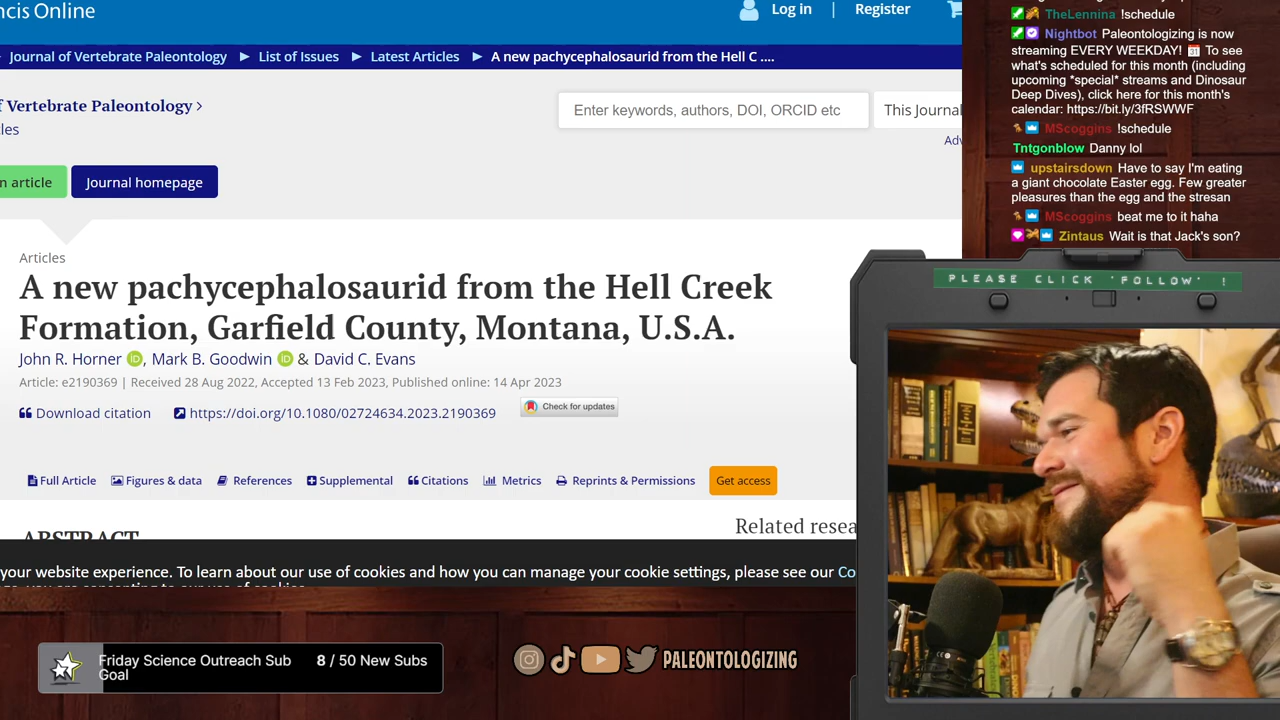 ncis Online
Log in | Register
Journal of Vertebrate Paleontology ▶ List of Issues ▶ Latest Articles ▶ A new pachycephalosaurid from the Hell C ....
f Vertebrate Paleontology >
les
Enter keywords, authors, DOI, ORCID etc
This Journal
Adv
n article
Journal homepage
Articles
A new pachycephalosaurid from the Hell Creek
Formation, Garfield County, Montana, U.S.A.
John R. Horner, Mark B. Goodwin & David C. Evans
Article: e2190369 | Received 28 Aug 2022, Accepted 13 Feb 2023, Published online: 14 Apr 2023
Download citation https://doi.org/10.1080/02724634.2023.2190369 Check for updates
Full Article Figures & data References Supplemental Citations Metrics Reprints & Permissions Get access
ABSTRACT
Related resea
your website experience. To learn about our use of cookies and how you can manage your cookie settings, please see our Co
Friday Science Outreach Sub
Goal
8 / 50 New Subs
PALEONTOLOGIZING
TheLennina !schedule
Nightbot Paleontologizing is now
streaming EVERY WEEKDAY! To see
what's scheduled for this month (including
upcoming *special* streams and Dinosaur
Deep Dives), click here for this month's
calendar: https://bit.ly/3fRSWWF
MScoggins !schedule
Tntgonblow Danny lol
upstairsdown Have to say I'm eating
a giant chocolate Easter egg. Few greater
pleasures than the egg and the stresan
MScoggins beat me to it haha
Zintaus Wait is that Jack's son?
PLEASE CLICK 'FOLLOW' !